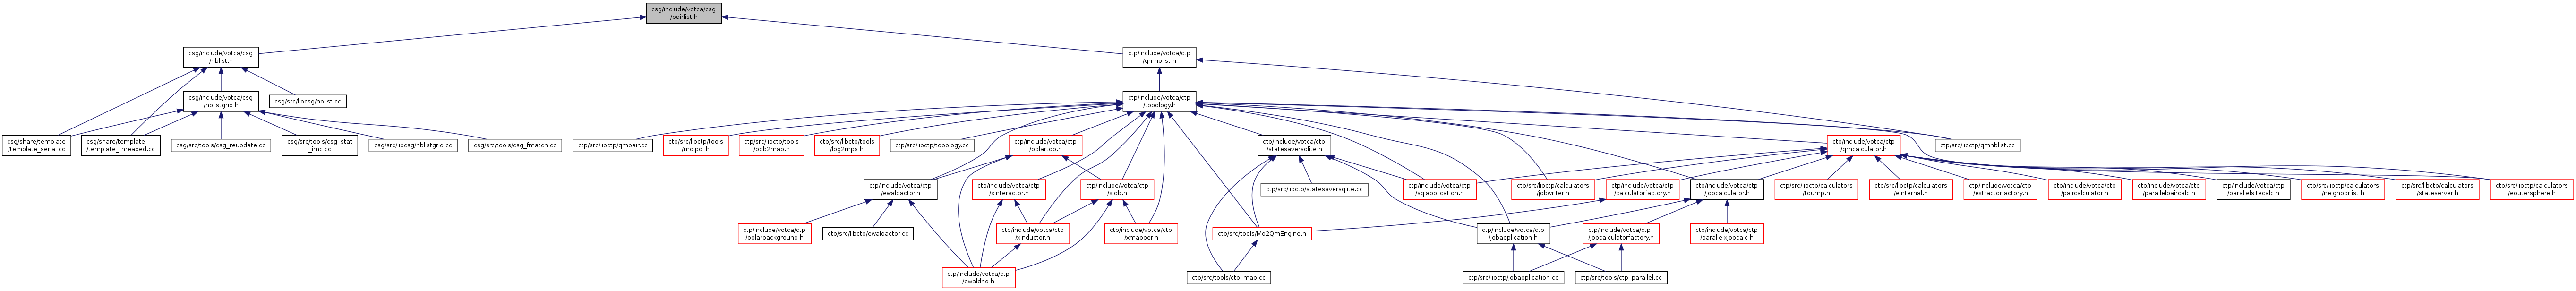 csg/include/votca/csg
/pairlist.h
csg/include/votca/csg
/nblist.h
ctp/include/votca/ctp
/qmnblist.h
csg/include/votca/csg
/nblistgrid.h
csg/src/libcsg/nblist.cc
ctp/include/votca/ctp
/topology.h
csg/share/template
/template_serial.cc
csg/share/template
/template_threaded.cc
csg/src/tools/csg_reupdate.cc
csg/src/tools/csg_stat
_imc.cc
csg/src/libcsg/nblistgrid.cc
csg/src/tools/csg_fmatch.cc
ctp/src/libctp/qmpair.cc
ctp/src/libctp/tools
/molpol.h
ctp/src/libctp/tools
/pdb2map.h
ctp/src/libctp/tools
/log2mps.h
ctp/src/libctp/topology.cc
ctp/include/votca/ctp
/polartop.h
ctp/include/votca/ctp
/statesaversqlite.h
ctp/include/votca/ctp
/qmcalculator.h
ctp/src/libctp/qmnblist.cc
ctp/include/votca/ctp
/ewaldactor.h
ctp/include/votca/ctp
/xinteractor.h
ctp/include/votca/ctp
/xjob.h
ctp/src/libctp/statesaversqlite.cc
ctp/include/votca/ctp
/sqlapplication.h
ctp/src/libctp/calculators
/jobwriter.h
ctp/include/votca/ctp
/calculatorfactory.h
ctp/include/votca/ctp
/jobcalculator.h
ctp/src/libctp/calculators
/tdump.h
ctp/src/libctp/calculators
/einternal.h
ctp/include/votca/ctp
/extractorfactory.h
ctp/include/votca/ctp
/paircalculator.h
ctp/include/votca/ctp
/parallelpaircalc.h
ctp/include/votca/ctp
/parallelsitecalc.h
ctp/src/libctp/calculators
/neighborlist.h
ctp/src/libctp/calculators
/stateserver.h
ctp/src/libctp/calculators
/eoutersphere.h
ctp/include/votca/ctp
/polarbackground.h
ctp/src/libctp/ewaldactor.cc
ctp/include/votca/ctp
/xinductor.h
ctp/include/votca/ctp
/xmapper.h
ctp/src/tools/Md2QmEngine.h
ctp/include/votca/ctp
/jobapplication.h
ctp/include/votca/ctp
/jobcalculatorfactory.h
ctp/include/votca/ctp
/parallelxjobcalc.h
ctp/include/votca/ctp
/ewaldnd.h
ctp/src/tools/ctp_map.cc
ctp/src/libctp/jobapplication.cc
ctp/src/tools/ctp_parallel.cc